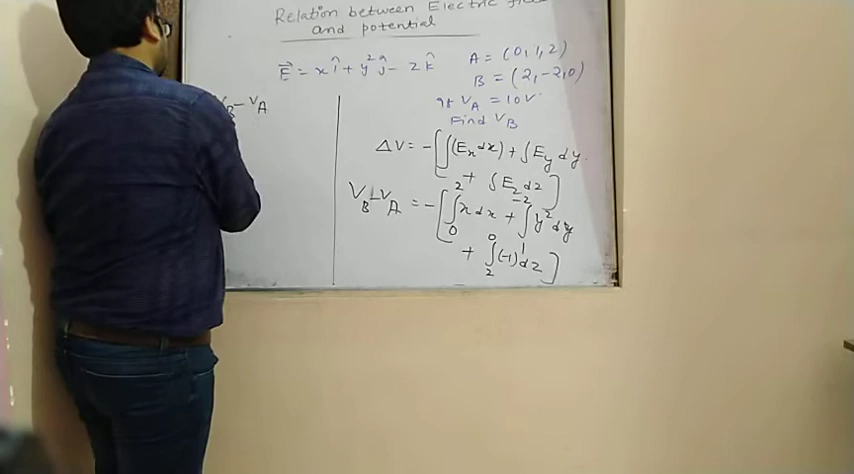 Relation between Electric
and potential
E⃗ = x î + y² ĵ - 2 k̂
A = (0, 1, 2)
B = (2, -2, 0)
If V_A = 10V.
Find V_B
ΔV = -[∫(E_x dx) + ∫E_y dy
+ ∫E_z dz]
V_B - V_A = -[∫₀² x dx + ∫₁⁻² y² dy
+ ∫₂⁰ (-1) dz]
- V_A